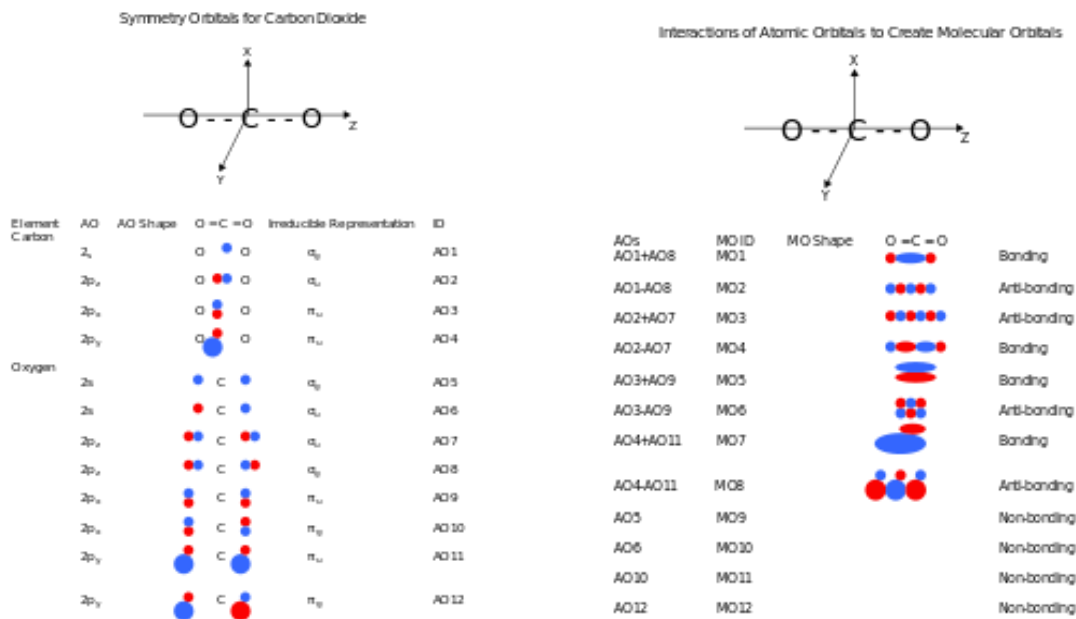 Symmetry Orbitals for Carbon Dioxide
X
O - - C - - O
Z
Y
Element AO AO Shape O = C = O Irreducible Representation ID
Carbon
2s O O σg AO1
2pz O O σu AO2
2px O O πu AO3
2py O O πu AO4
Oxygen
2s C σg AO5
2s C σu AO6
2pz C σu AO7
2pz C σg AO8
2px C πu AO9
2px C πg AO10
2py C πu AO11
2py C πg AO12
Interactions of Atomic Orbitals to Create Molecular Orbitals
X
O - - C - - O
Z
Y
AOs MO ID MO Shape O = C = O
AO1+AO8 MO1 Bonding
AO1-AO8 MO2 Anti-bonding
AO2+AO7 MO3 Anti-bonding
AO2-AO7 MO4 Bonding
AO3+AO9 MO5 Bonding
AO3-AO9 MO6 Anti-bonding
AO4+AO11 MO7 Bonding
AO4-AO11 MO8 Anti-bonding
AO5 MO9 Non-bonding
AO6 MO10 Non-bonding
AO10 MO11 Non-bonding
AO12 MO12 Non-bonding